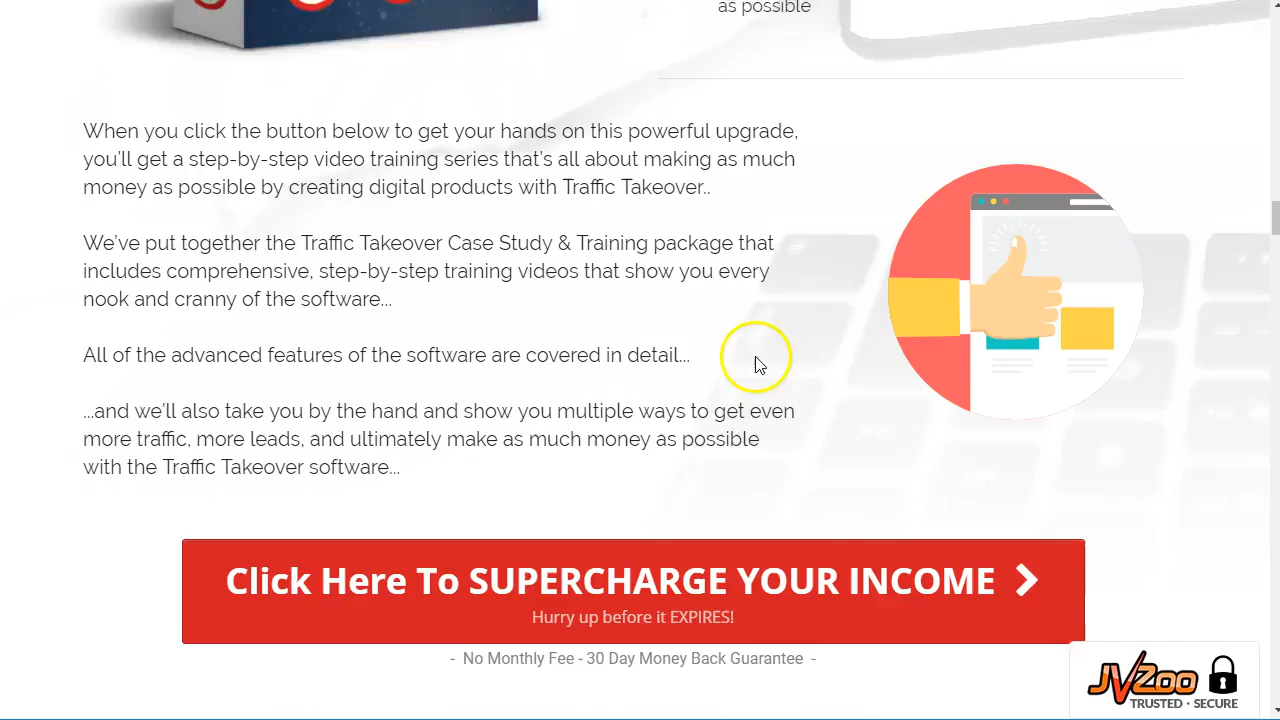 as possible
When you click the button below to get your hands on this powerful upgrade,
you'll get a step-by-step video training series that's all about making as much
money as possible by creating digital products with Traffic Takeover..
We've put together the Traffic Takeover Case Study & Training package that
includes comprehensive, step-by-step training videos that show you every
nook and cranny of the software...
All of the advanced features of the software are covered in detail...
...and we'll also take you by the hand and show you multiple ways to get even
more traffic, more leads, and ultimately make as much money as possible
with the Traffic Takeover software...
Click Here To SUPERCHARGE YOUR INCOME
Hurry up before it EXPIRES!
- No Monthly Fee - 30 Day Money Back Guarantee -
JVZoo
TRUSTED · SECURE